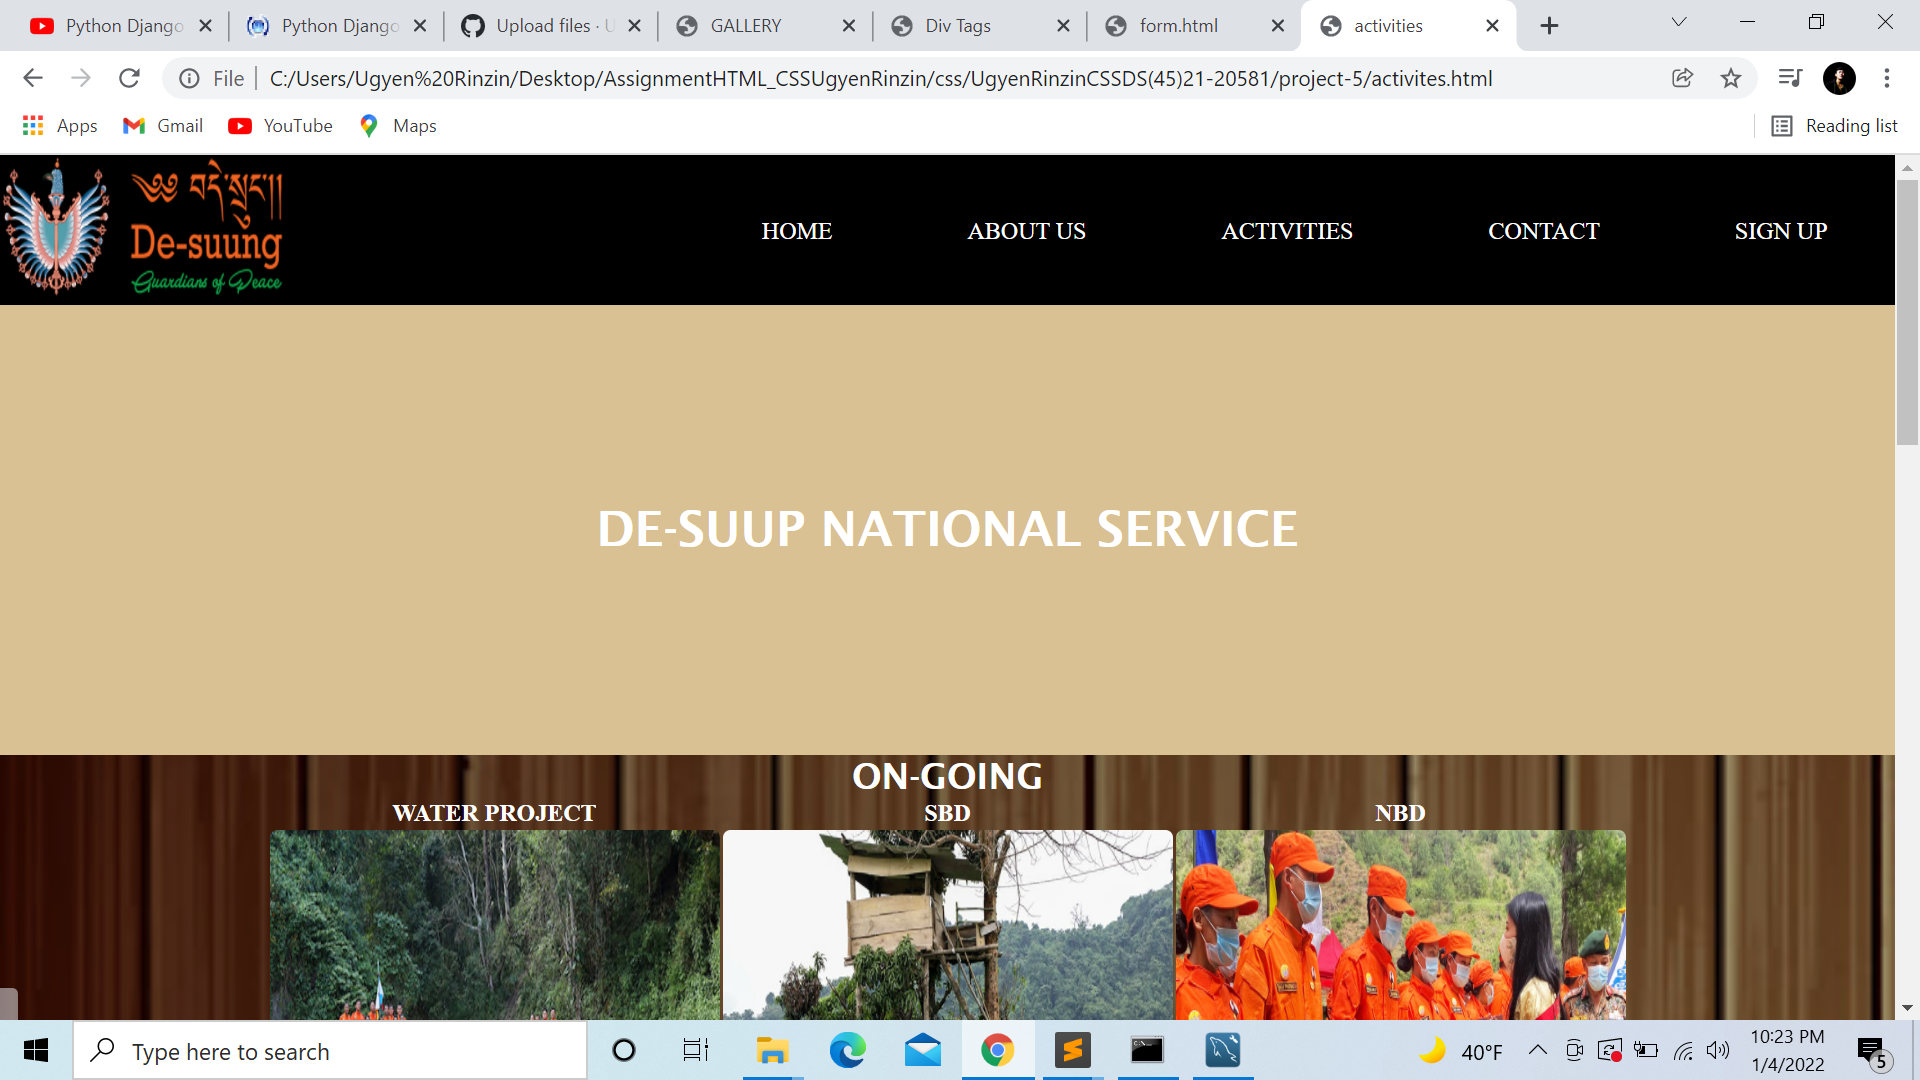 Python Django
Python Django
Upload files · U
GALLERY
Div Tags
form.html
activities
File
C:/Users/Ugyen%20Rinzin/Desktop/AssignmentHTML_CSSUgyenRinzin/css/UgyenRinzinCSSDS(45)21-20581/project-5/activites.html
Apps
Gmail
YouTube
Maps
Reading list
༄༅ བདེ་སྲུང་།།
De-suung
Guardians of Peace
HOME
ABOUT US
ACTIVITIES
CONTACT
SIGN UP
DE-SUUP NATIONAL SERVICE
ON-GOING
WATER PROJECT
SBD
NBD
Type here to search
40°F
10:23 PM
1/4/2022
5